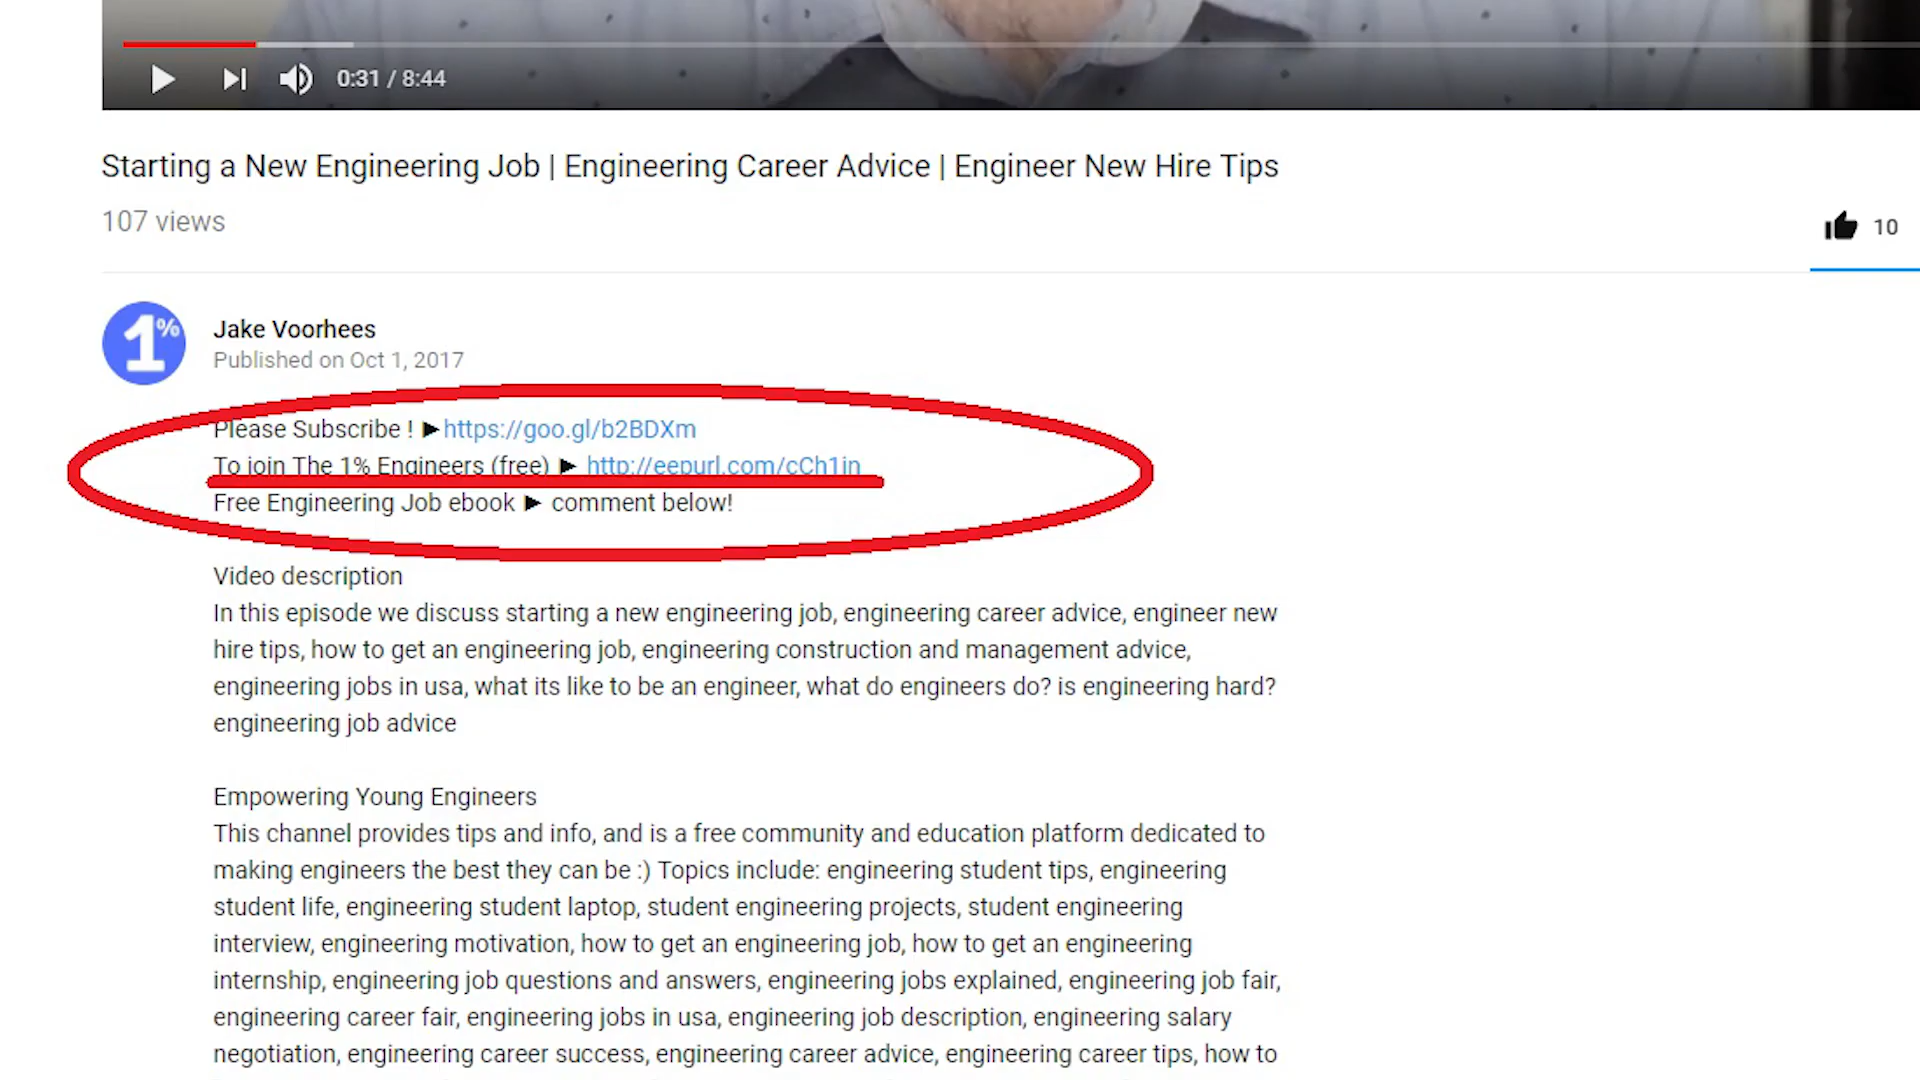 0:31 / 8:44
Starting a New Engineering Job | Engineering Career Advice | Engineer New Hire Tips
107 views
10
1%
Jake Voorhees
Published on Oct 1, 2017
Please Subscribe ! ►https://goo.gl/b2BDXm
To join The 1% Engineers (free) ► http://eepurl.com/cCh1in
Free Engineering Job ebook ► comment below!
Video description
In this episode we discuss starting a new engineering job, engineering career advice, engineer new
hire tips, how to get an engineering job, engineering construction and management advice,
engineering jobs in usa, what its like to be an engineer, what do engineers do? is engineering hard?
engineering job advice
Empowering Young Engineers
This channel provides tips and info, and is a free community and education platform dedicated to
making engineers the best they can be :) Topics include: engineering student tips, engineering
student life, engineering student laptop, student engineering projects, student engineering
interview, engineering motivation, how to get an engineering job, how to get an engineering
internship, engineering job questions and answers, engineering jobs explained, engineering job fair,
engineering career fair, engineering jobs in usa, engineering job description, engineering salary
negotiation, engineering career success, engineering career advice, engineering career tips, how to